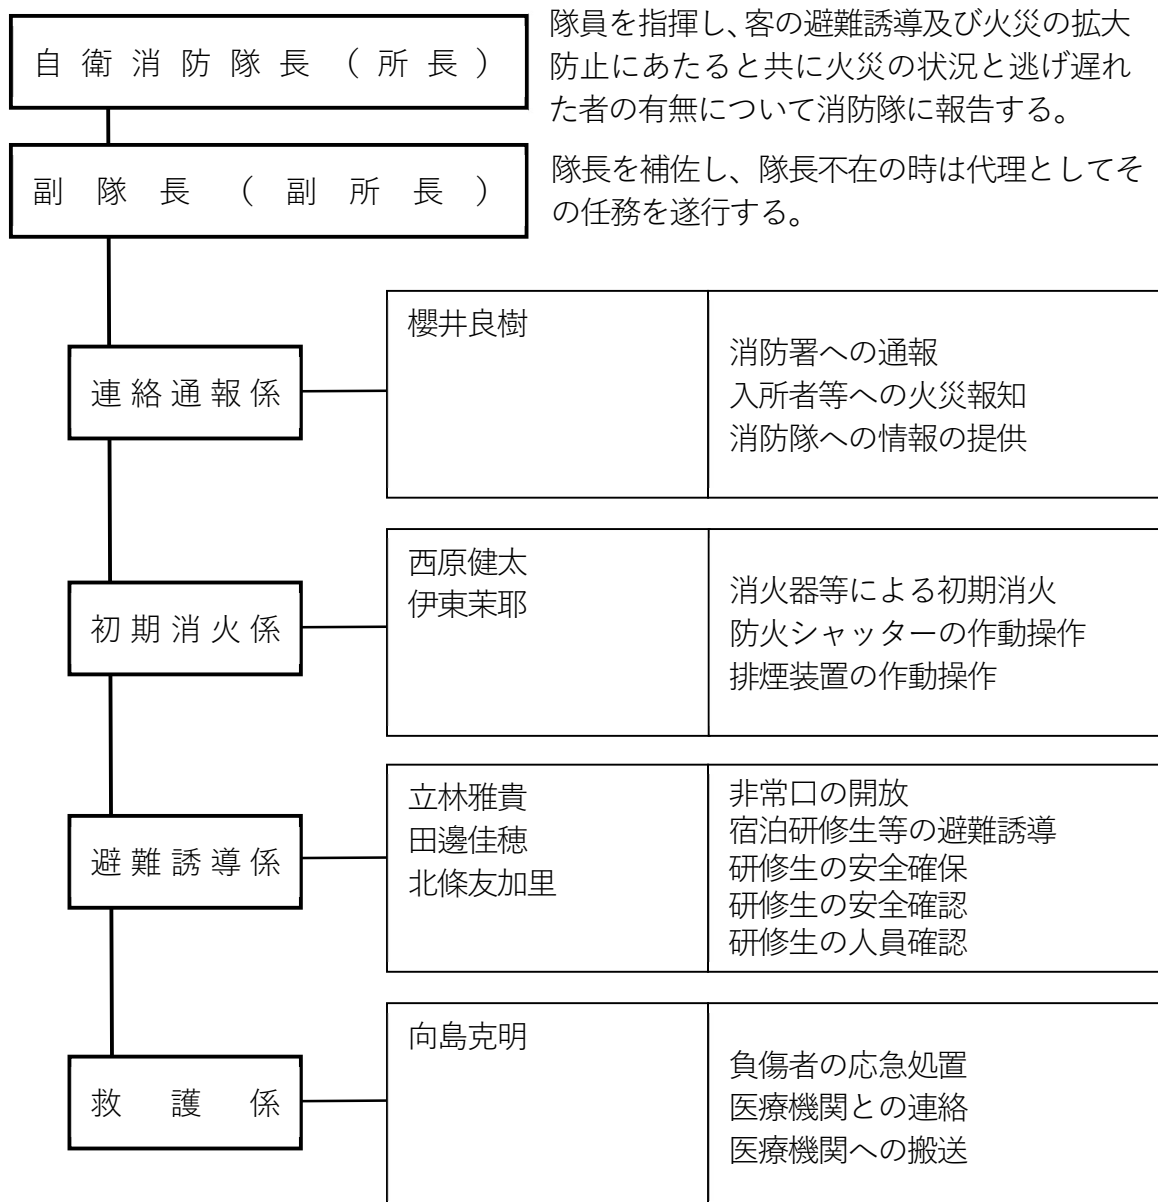 自衛消防隊長（所長）
隊員を指揮し、客の避難誘導及び火災の拡大
防止にあたると共に火災の状況と逃げ遅れ
た者の有無について消防隊に報告する。
副隊長（副所長）
隊長を補佐し、隊長不在の時は代理としてそ
の任務を遂行する。
連絡通報係
櫻井良樹
消防署への通報
入所者等への火災報知
消防隊への情報の提供
初期消火係
西原健太
伊東茉耶
消火器等による初期消火
防火シャッターの作動操作
排煙装置の作動操作
避難誘導係
立林雅貴
田邊佳穂
北條友加里
非常口の開放
宿泊研修生等の避難誘導
研修生の安全確保
研修生の安全確認
研修生の人員確認
救護係
向島克明
負傷者の応急処置
医療機関との連絡
医療機関への搬送